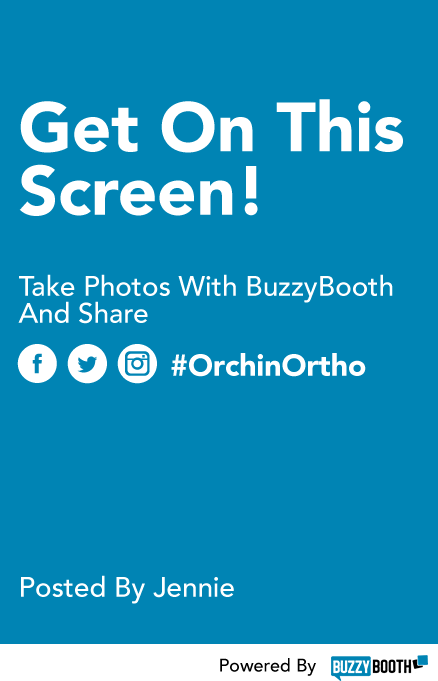 Get On This
Screen!
Take Photos With BuzzyBooth
And Share
#OrchinOrtho
Posted By Jennie
Powered By BUZZYBOOTH